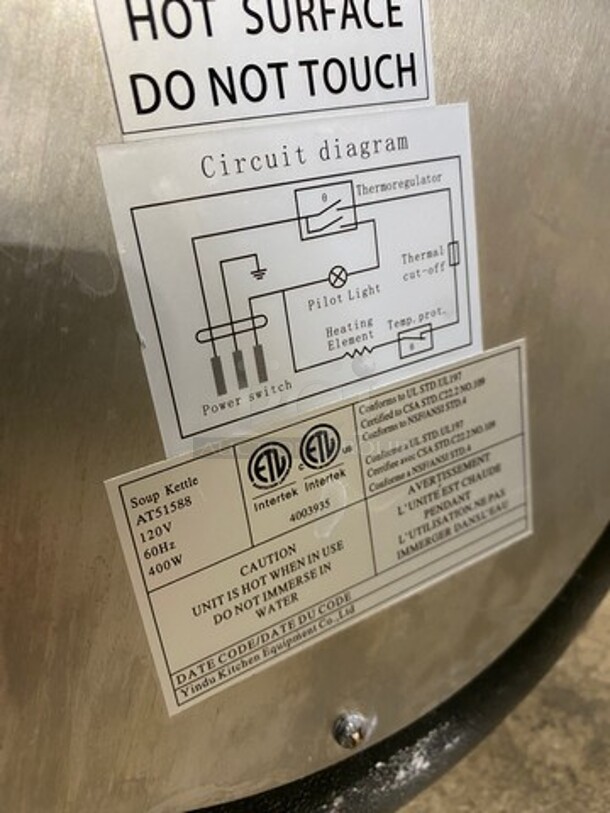 HOT SURFACE
DO NOT TOUCH
Circuit diagram
θ
Thermoregulator
Thermal
cut-off
Pilot Light
Heating
Element
Temp. prot.
θ
Power switch
Soup Kettle
AT51588
120V
60Hz
400W
ETL
Intertek
c ETL us
Intertek
4003935
Conforms to UL STD.UL197
Certified to CSA STD.C22.2 NO.109
Conforms to NSF/ANSI STD.4
Conforme a UL STD.UL197
Certifiee avec CSA STD.C22.2 NO.109
Conforme a NSF/ANSI STD.4
CAUTION
UNIT IS HOT WHEN IN USE
DO NOT IMMERSE IN
WATER
AVERTISSEMENT
L'UNITÉ EST CHAUDE
PENDANT
L'UTILISATION. NE PAS
IMMERGER DANS L'EAU
DATE CODE/DATE DU CODE
Yindu Kitchen Equipment Co.,Ltd